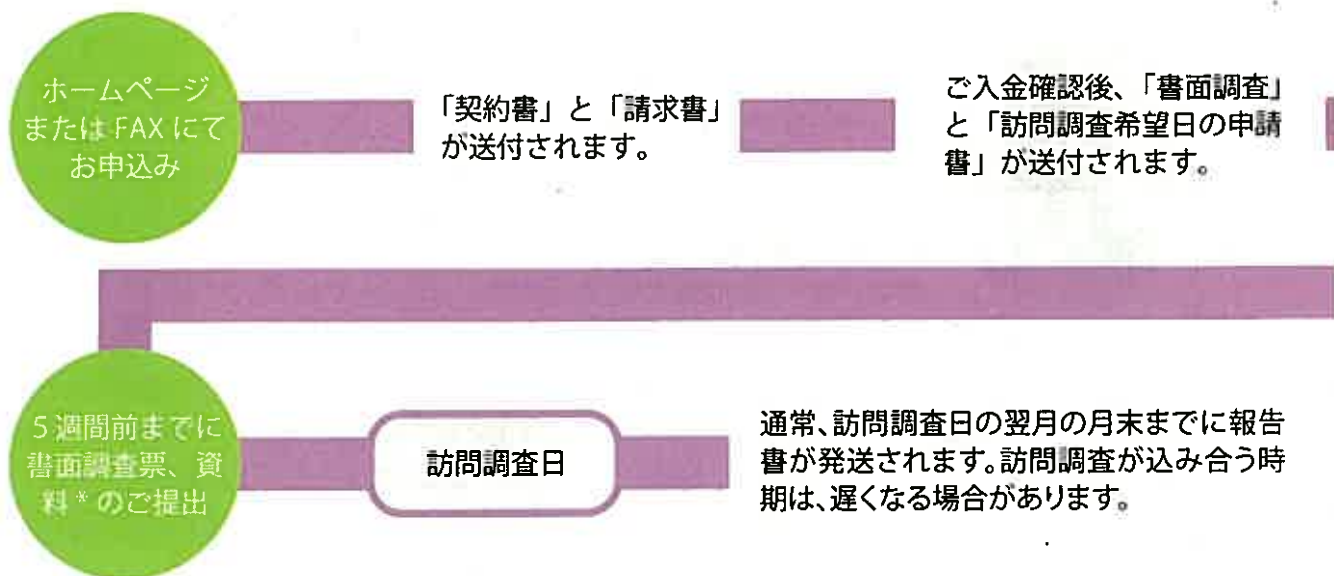 ホームページ
または FAX にて
お申込み
「契約書」と「請求書」
が送付されます。
ご入金確認後、「書面調査」
と「訪問調査希望日の申請
書」が送付されます。
5 週間前までに
書面調査票、資
料 * のご提出
訪問調査日
通常、訪問調査日の翌月の月末までに報告
書が発送されます。訪問調査が込み合う時
期は、遅くなる場合があります。